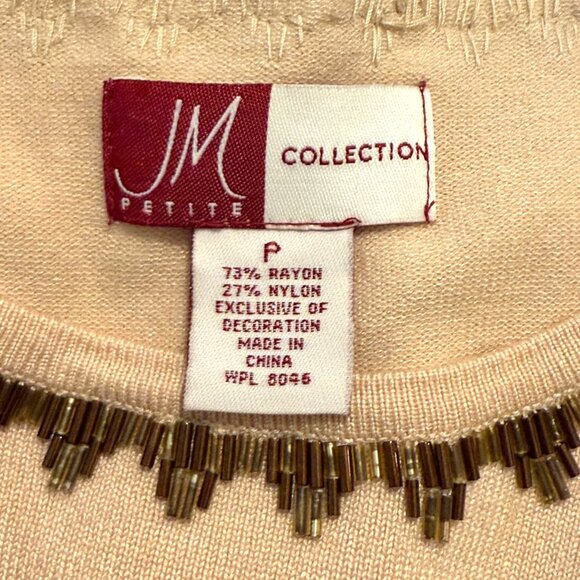 JM
PETITE
COLLECTION
P
73% RAYON
27% NYLON
EXCLUSIVE OF
DECORATION
MADE IN
CHINA
WPL 8046